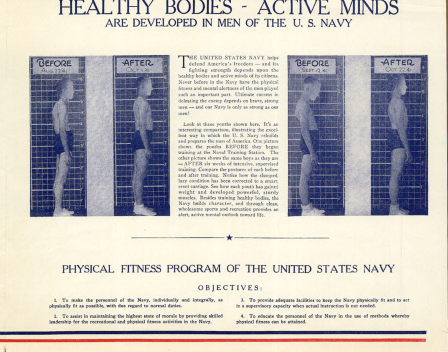 HEALTHY BODIES - ACTIVE MINDS
ARE DEVELOPED IN MEN OF THE U. S. NAVY
BEFORE
AFTER
THE UNITED STATES NAVY helps
defend America's freedom — and its
fighting strength depends upon the
healthy bodies and active minds of its citizens.
Never before in the Navy have the physical
fitness and mental alertness of the men played
such an important part. Ultimate success in
defeating the enemy depends on brave, strong
men — and our Navy is only as strong as our
men!
Look at these youths shown here. It's an
interesting comparison, illustrating the excel-
lent way in which the U. S. Navy rebuilds
and prepares the men of America. One picture
shows the youths BEFORE they began
training at the Naval Training Station. The
other picture shows the same boys as they are
— AFTER six weeks of intensive, supervised
training. Compare the postures of each before
and after training. Notice how the slumped,
lazy condition has been corrected to a smart,
erect carriage. See how each youth has gained
weight and developed powerful, sturdy
muscles. Besides training healthy bodies, the
Navy builds character, and through clean,
wholesome sports and recreation provides an
alert, active mental outlook toward life.
BEFORE
AFTER
PHYSICAL FITNESS PROGRAM OF THE UNITED STATES NAVY
OBJECTIVES:
1. To make the personnel of the Navy, individually and integrally, as
physically fit as possible, with due regard to normal duties.
2. To assist in maintaining the highest state of morale by providing skilled
leadership for the recreational and physical fitness activities in the Navy.
3. To provide adequate facilities to keep the Navy physically fit and to act
in a supervisory capacity when actual instruction is not needed.
4. To educate the personnel of the Navy in the use of methods whereby
physical fitness can be attained.